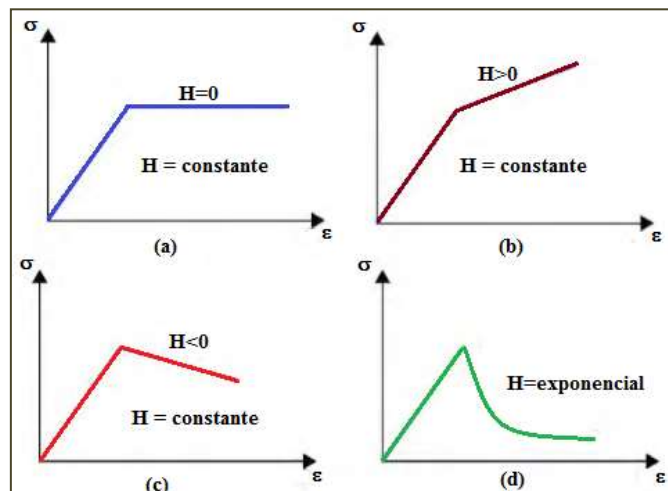 σ
H=0
H = constante
ε
(a)
σ
H>0
H = constante
ε
(b)
σ
H<0
H = constante
ε
(c)
σ
H=exponencial
ε
(d)